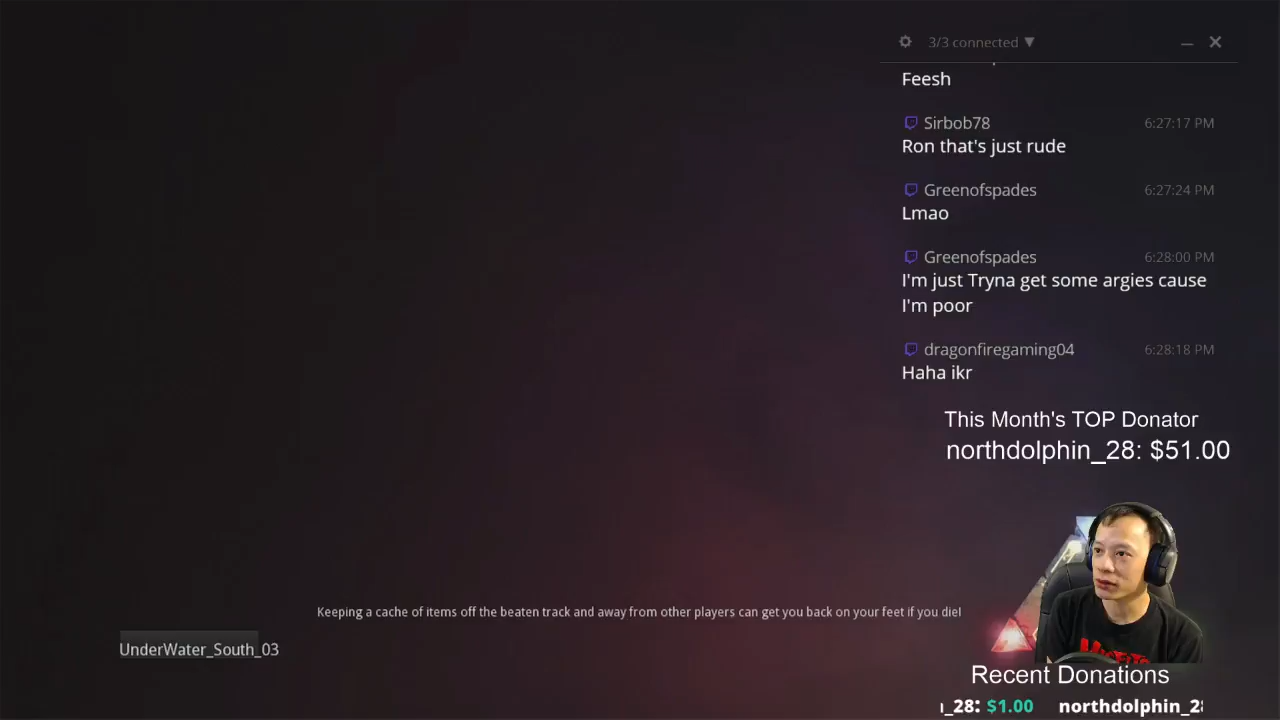 3/3 connected ▼
Feesh
Sirbob78 6:27:17 PM
Ron that's just rude
Greenofspades 6:27:24 PM
Lmao
Greenofspades 6:28:00 PM
I'm just Tryna get some argies cause
I'm poor
dragonfiregaming04 6:28:18 PM
Haha ikr
This Month's TOP Donator
northdolphin_28: $51.00
Keeping a cache of items off the beaten track and away from other players can get you back on your feet if you die!
UnderWater_South_03
Recent Donations
_28: $1.00 northdolphin_2